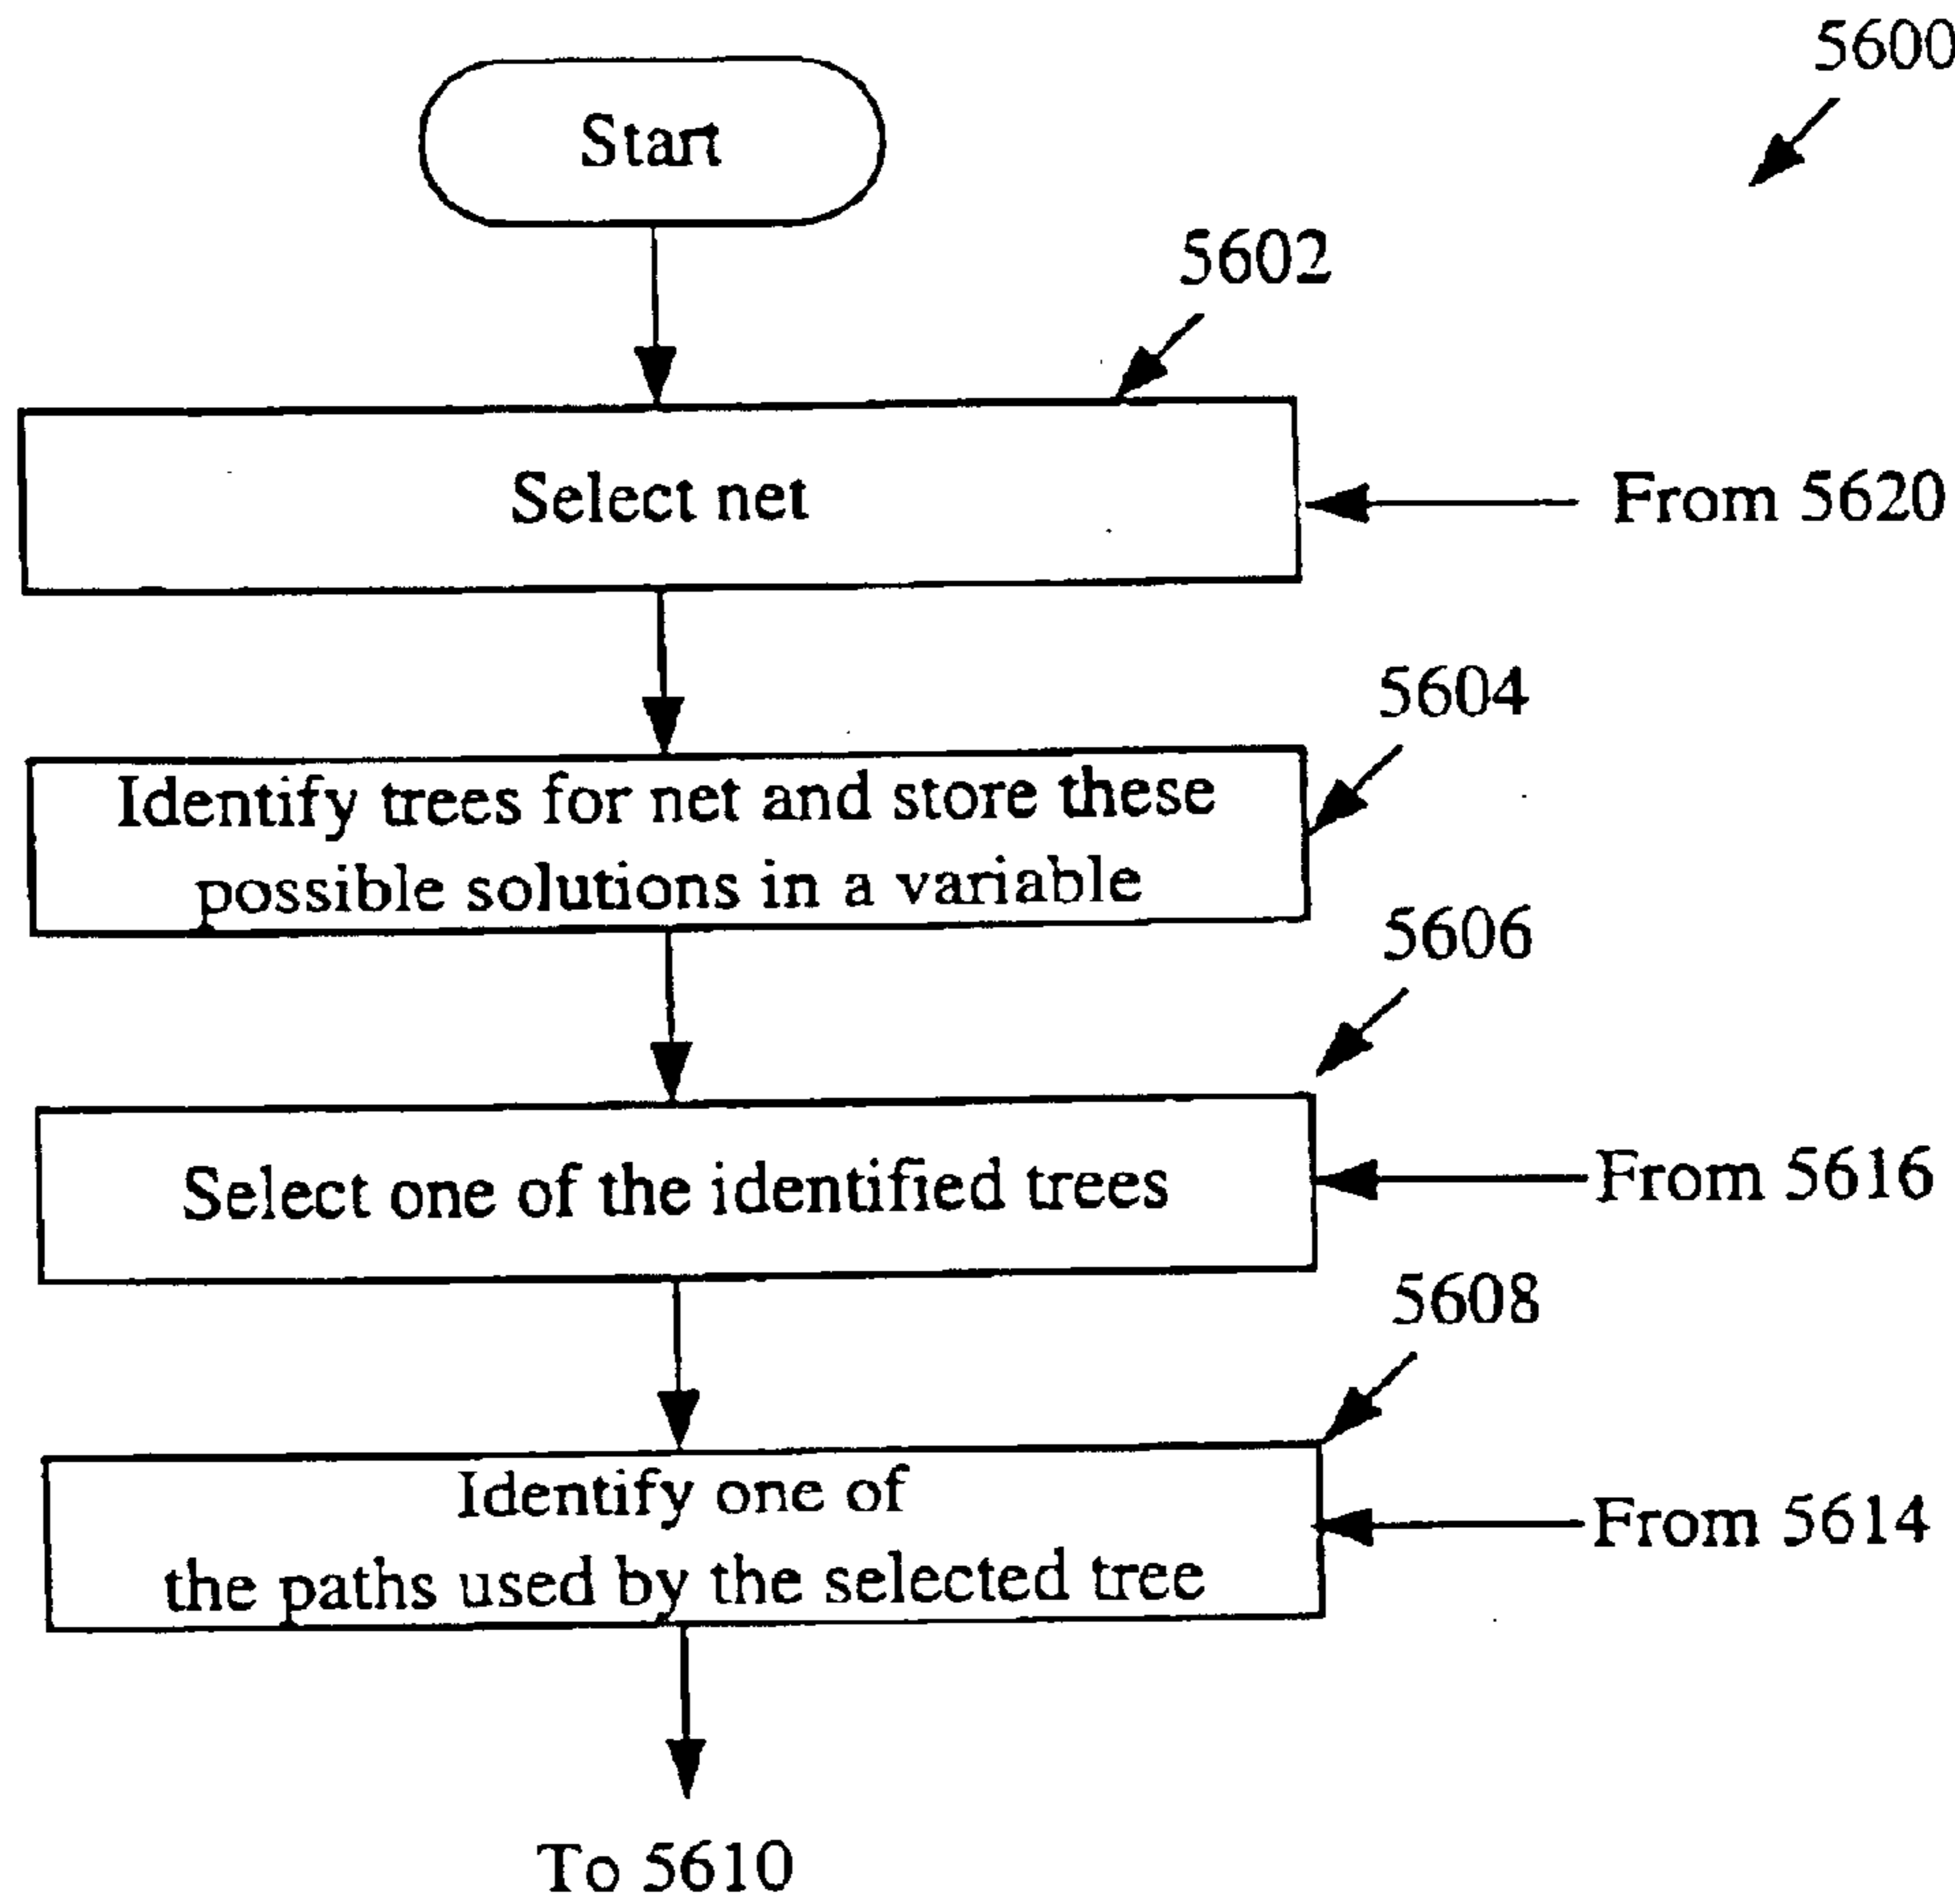 5600
Start
5602
Select net
From 5620
5604
Identify trees for net and store these
possible solutions in a variable
5606
Select one of the identified trees
From 5616
5608
Identify one of
the paths used by the selected tree
From 5614
To 5610